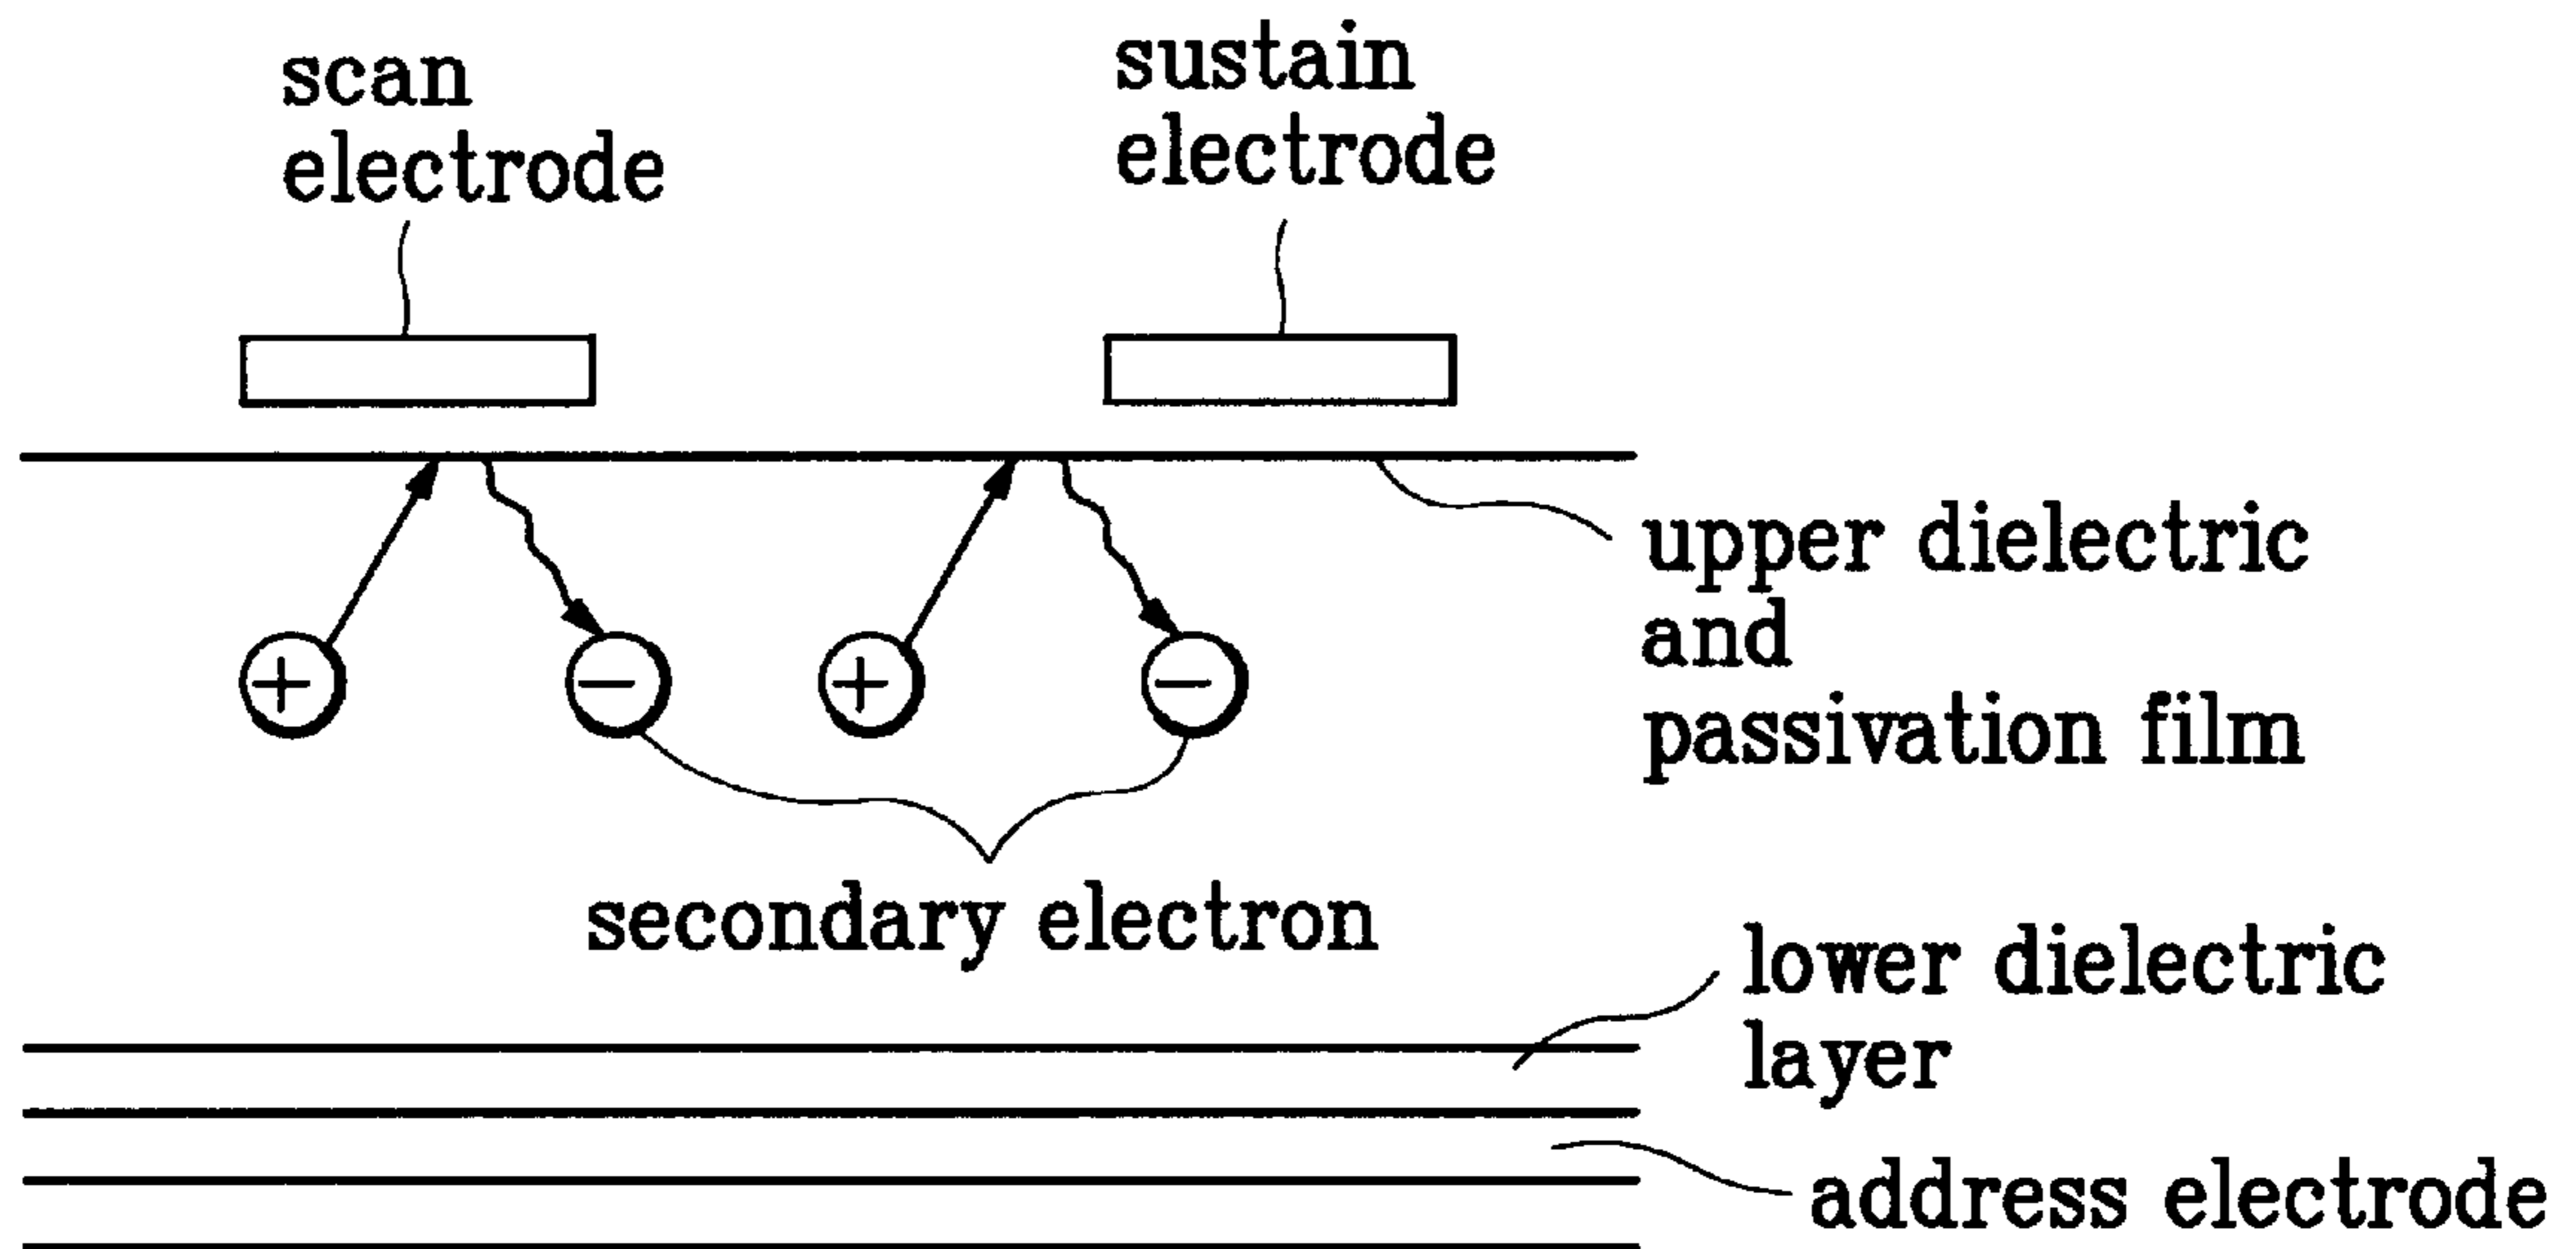 scan
electrode
sustain
electrode
+
−
+
−
upper dielectric
and
passivation film
secondary electron
lower dielectric
layer
address electrode